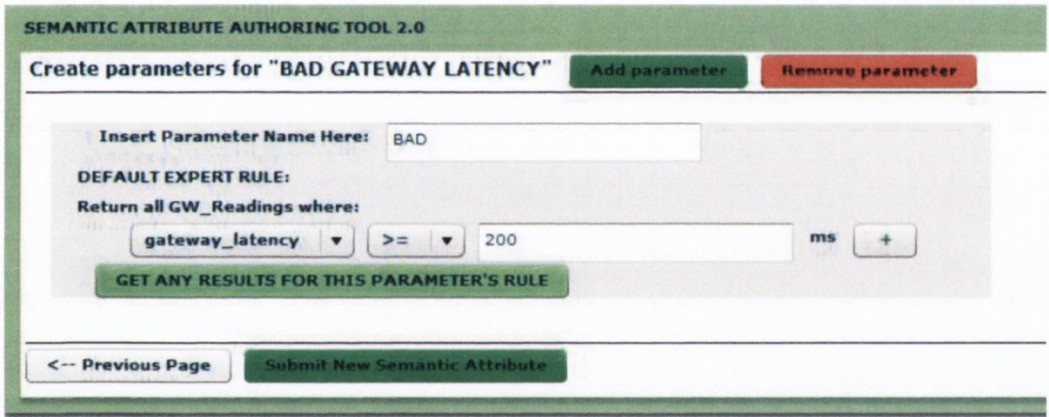 SEMANTIC ATTRIBUTE AUTHORING TOOL 2.0
Create parameters for "BAD GATEWAY LATENCY" Add parameter Remove parameter
Insert Parameter Name Here: BAD
DEFAULT EXPERT RULE:
Return all GW_Readings where:
gateway_latency ▼ >= ▼ 200 ms +
GET ANY RESULTS FOR THIS PARAMETER'S RULE
<-- Previous Page Submit New Semantic Attribute